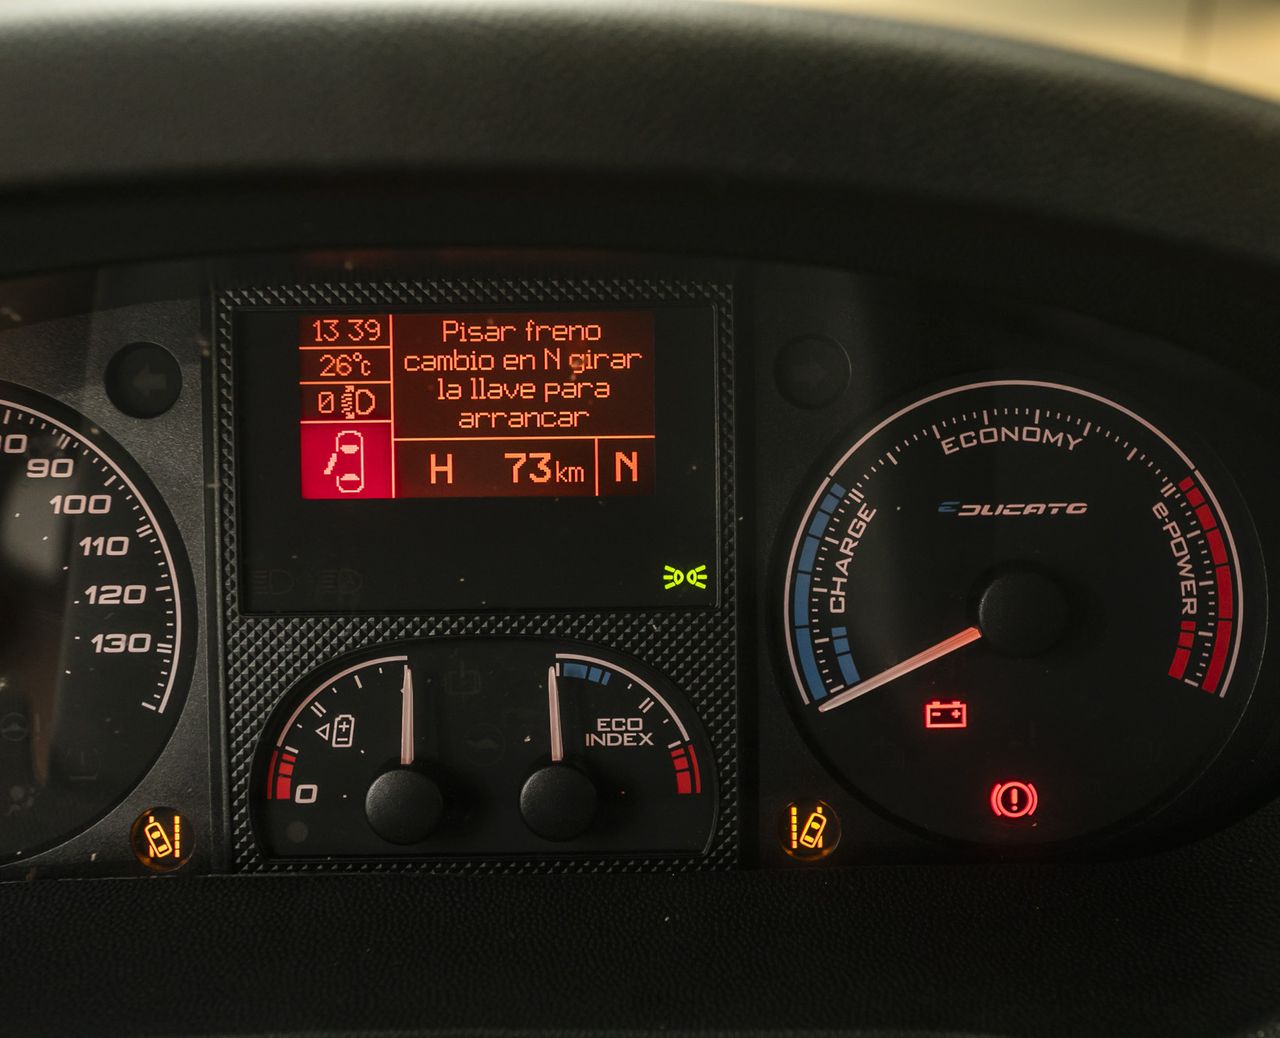 13 39
26°c
0
Pisar freno
cambio en N girar
la llave para
arrancar
H 73km N
90
100
110
120
130
0
ECO
INDEX
CHARGE
ECONOMY
e-POWER
EDUCATO